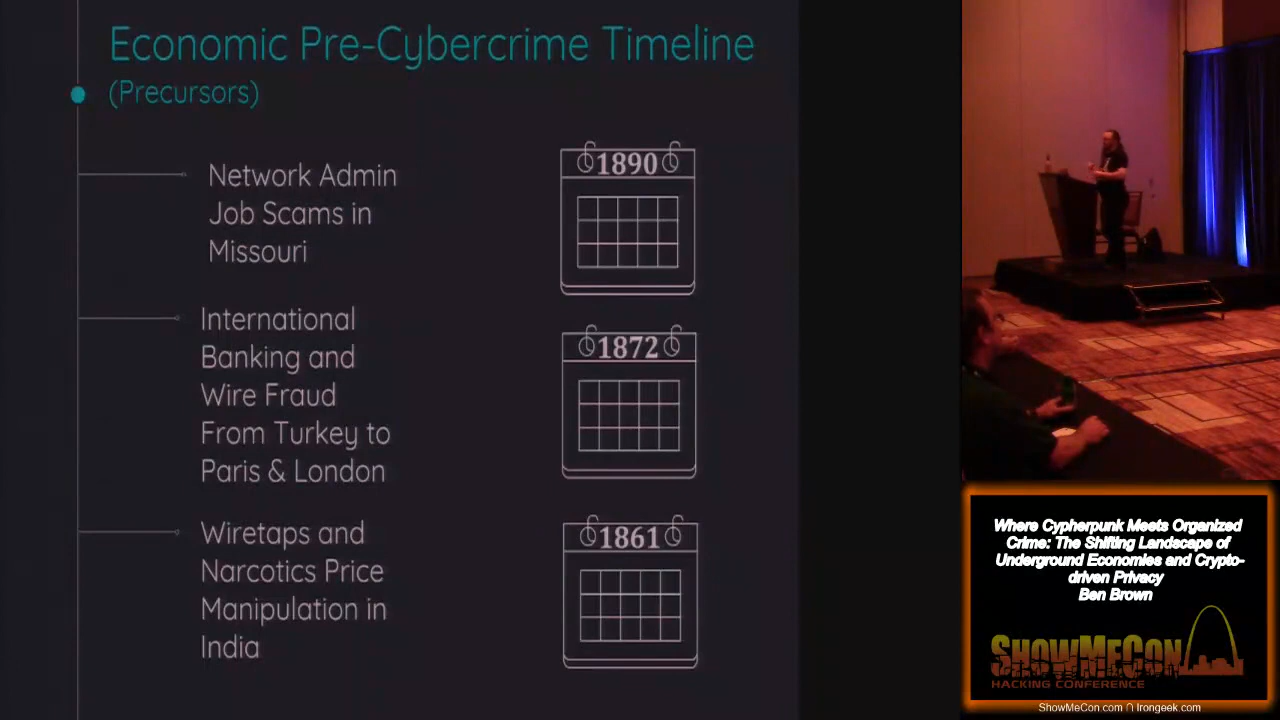 Economic Pre-Cybercrime Timeline
(Precursors)
Network Admin
Job Scams in
Missouri
1890
International
Banking and
Wire Fraud
From Turkey to
Paris & London
1872
Wiretaps and
Narcotics Price
Manipulation in
India
1861
Where Cypherpunk Meets Organized
Crime: The Shifting Landscape of
Underground Economies and Crypto-
driven Privacy
Ben Brown
ShowMeCon
HACKING CONFERENCE
ShowMeCon.com ∩ Irongeek.com